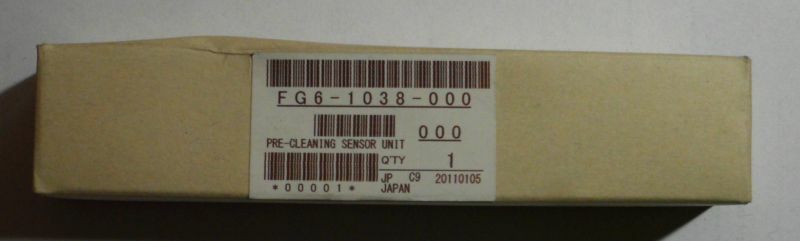 FG6-1038-000
000
PRE-CLEANING SENSOR UNIT
Q'TY 1
JP C9 20110105
*00001* JAPAN